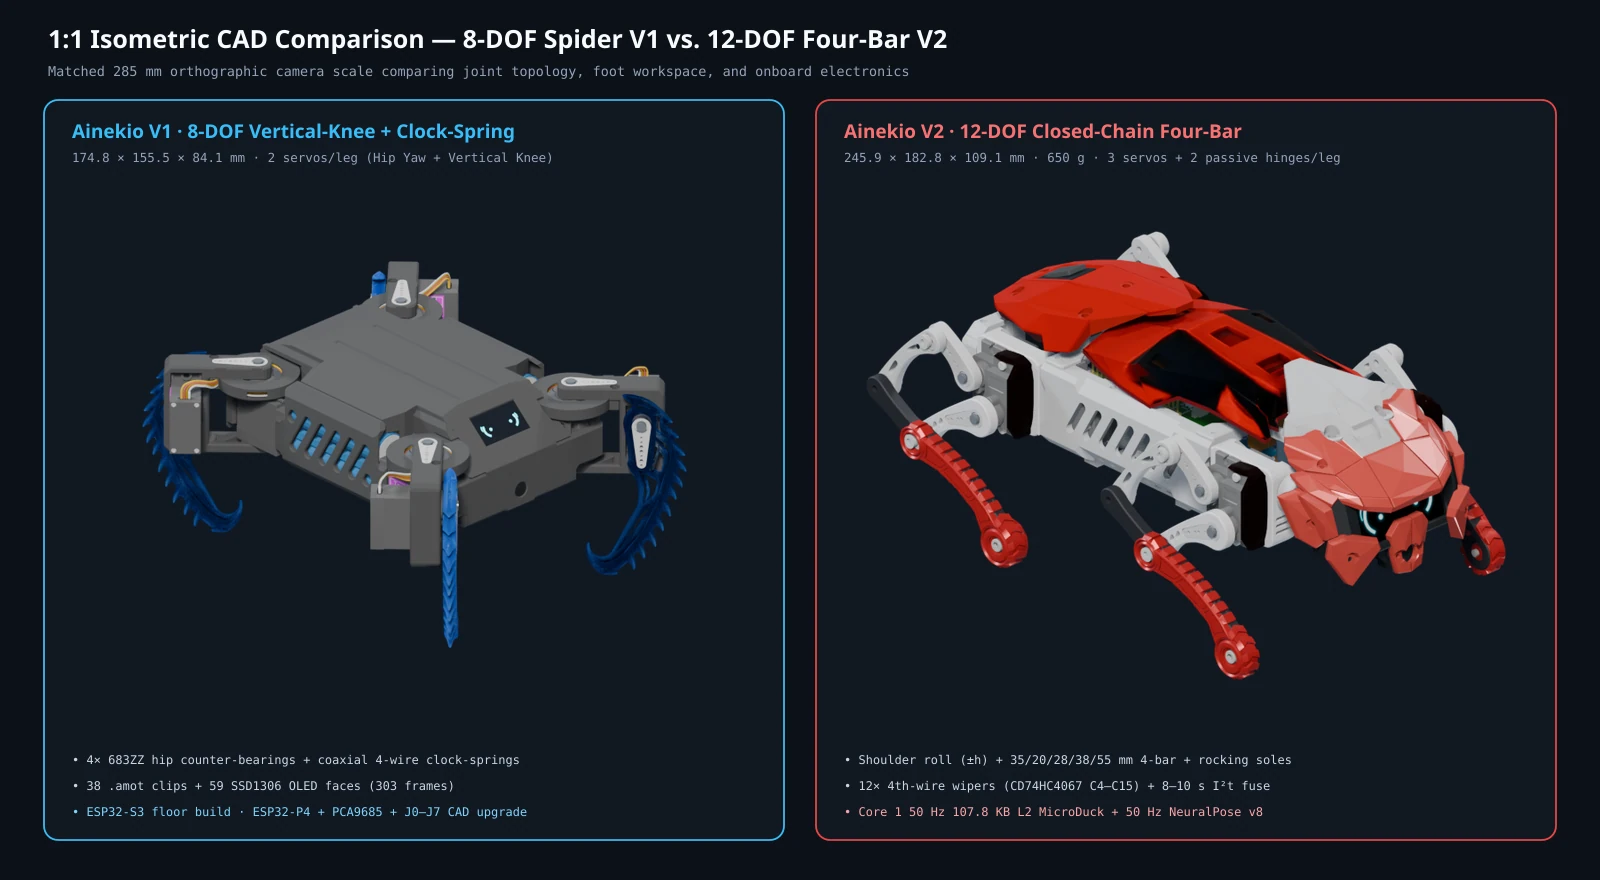 1:1 Isometric CAD Comparison — 8-DOF Spider V1 vs. 12-DOF Four-Bar V2
Matched 285 mm orthographic camera scale comparing joint topology, foot workspace, and onboard electronics
Ainekio V1 · 8-DOF Vertical-Knee + Clock-Spring
174.8 × 155.5 × 84.1 mm · 2 servos/leg (Hip Yaw + Vertical Knee)
• 4× 683ZZ hip counter-bearings + coaxial 4-wire clock-springs
• 38 .amot clips + 59 SSD1306 OLED faces (303 frames)
• ESP32-S3 floor build · ESP32-P4 + PCA9685 + J0–J7 CAD upgrade
Ainekio V2 · 12-DOF Closed-Chain Four-Bar
245.9 × 182.8 × 109.1 mm · 650 g · 3 servos + 2 passive hinges/leg
• Shoulder roll (±h) + 35/20/28/38/55 mm 4-bar + rocking soles
• 12× 4th-wire wipers (CD74HC4067 C4–C15) + 8–10 s I²t fuse
• Core 1 50 Hz 107.8 KB L2 MicroDuck + 50 Hz NeuralPose v8